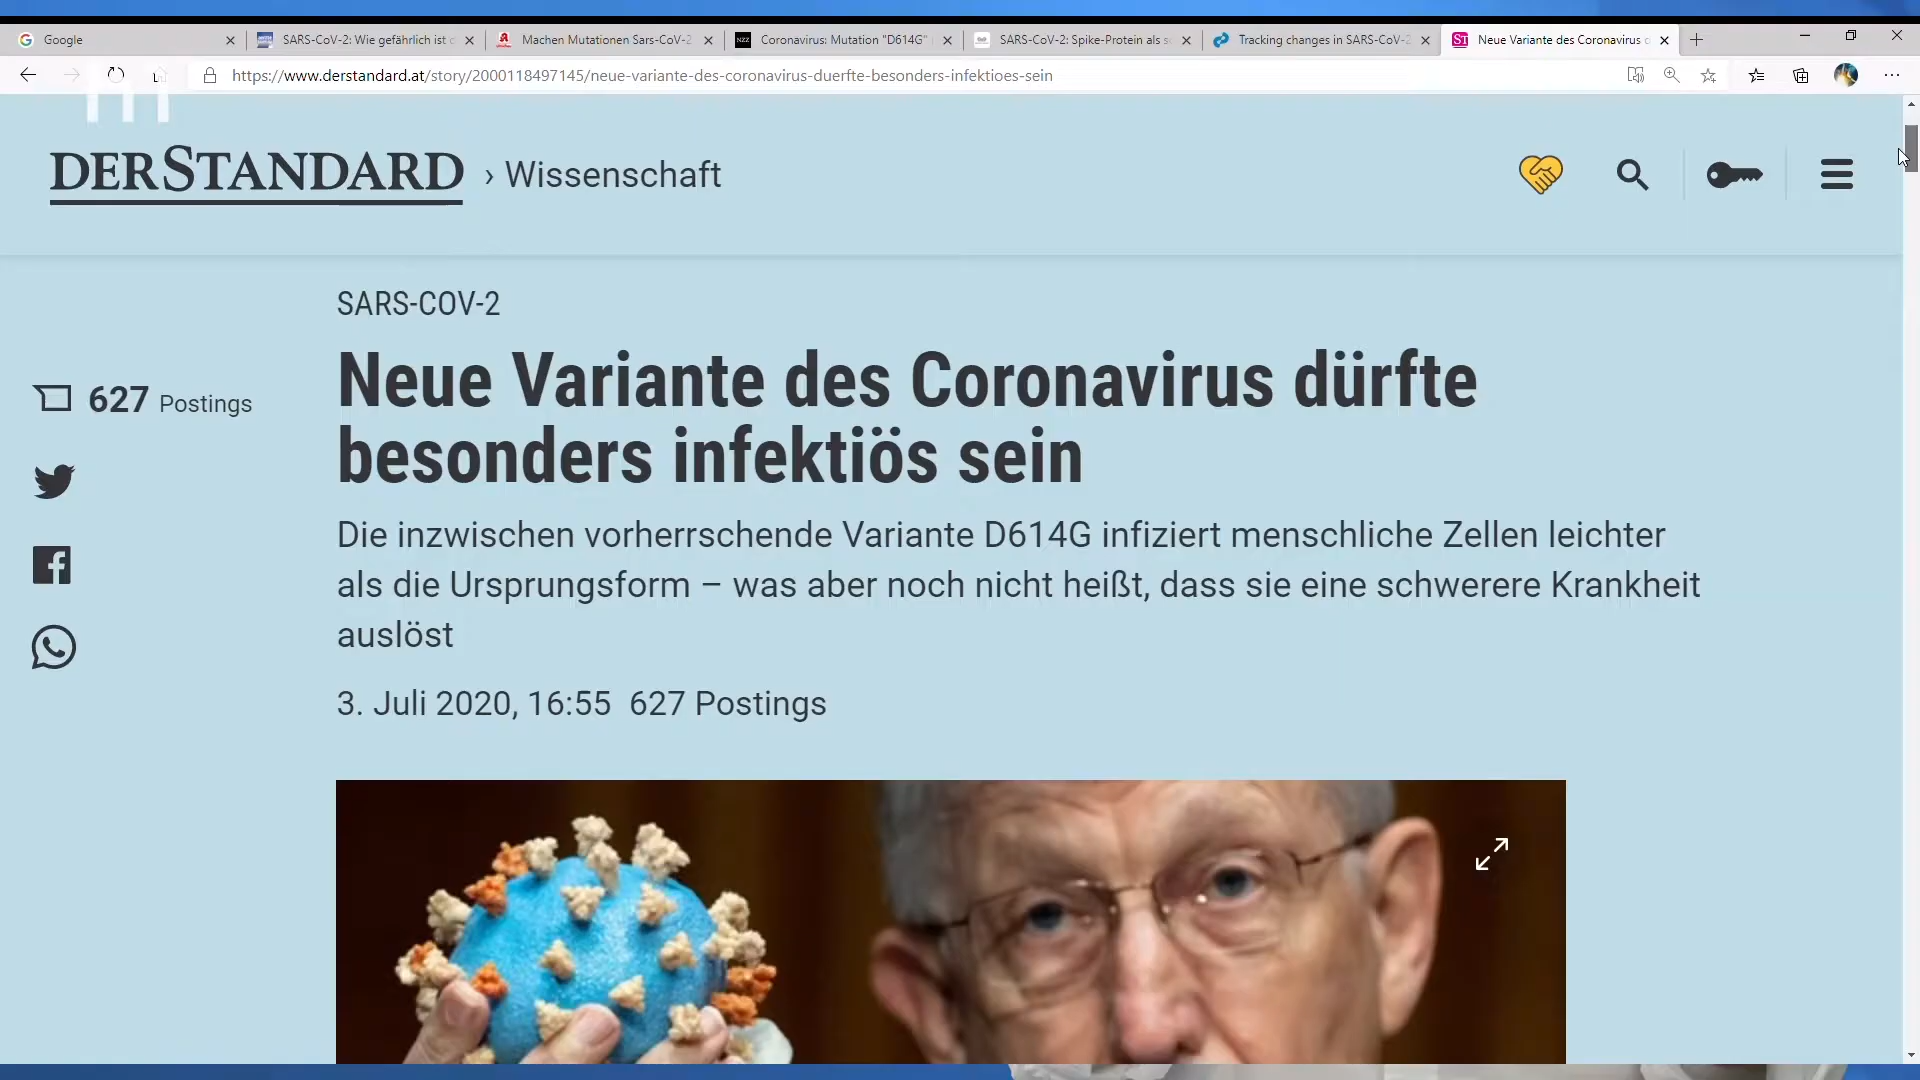 Google
SARS-CoV-2: Wie gefährlich ist
Machen Mutationen Sars-CoV-2
NZZ
Coronavirus: Mutation "D614G"
SARS-CoV-2: Spike-Protein als
Tracking changes in SARS-CoV-2
ST
Neue Variante des Coronavirus
https://www.derstandard.at/story/2000118497145/neue-variante-des-coronavirus-duerfte-besonders-infektioes-sein
DERSTANDARD › Wissenschaft
SARS-COV-2
Neue Variante des Coronavirus dürfte
besonders infektiös sein
627 Postings
Die inzwischen vorherrschende Variante D614G infiziert menschliche Zellen leichter
als die Ursprungsform – was aber noch nicht heißt, dass sie eine schwerere Krankheit
auslöst
3. Juli 2020, 16:55 627 Postings